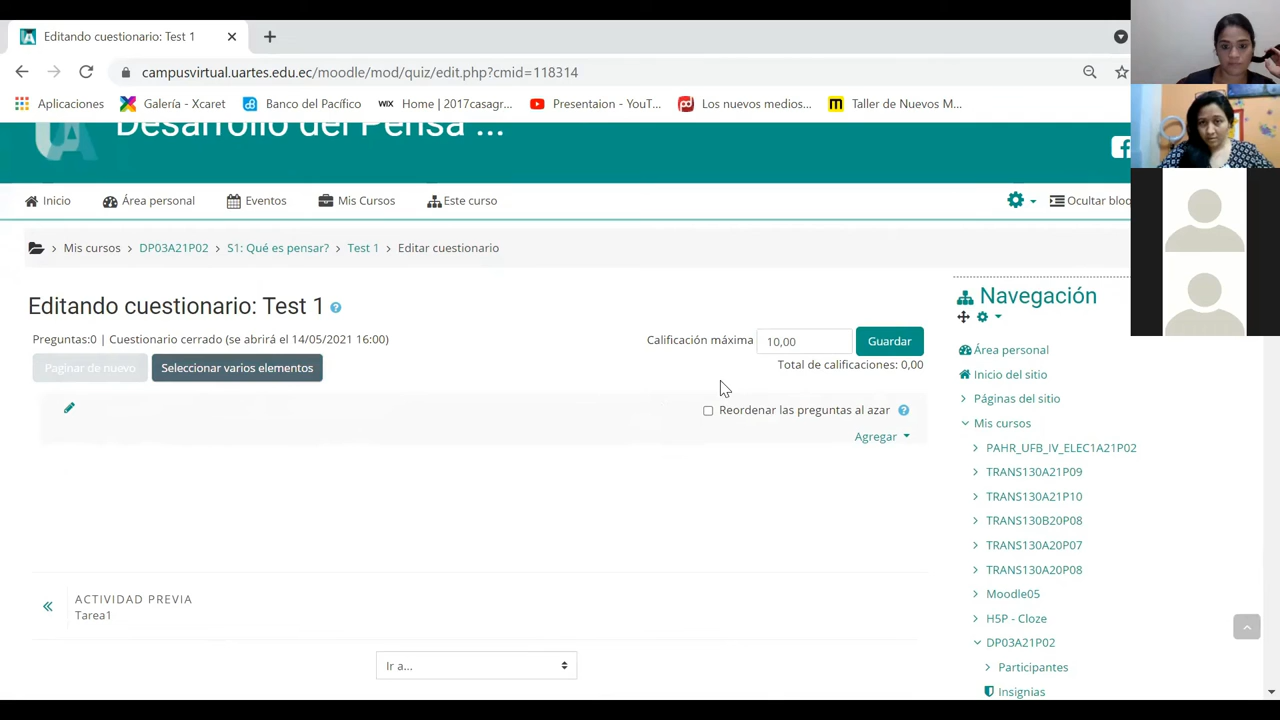 Editando cuestionario: Test 1
campusvirtual.uartes.edu.ec/moodle/mod/quiz/edit.php?cmid=118314
Aplicaciones Galería - Xcaret Banco del Pacífico WIX Home | 2017casagr... Presentaion - YouT... Los nuevos medios... Taller de Nuevos M...
Desarrollo del Pensa ...
Inicio Área personal Eventos Mis Cursos Este curso Ocultar bloq
Mis cursos > DP03A21P02 > S1: Qué es pensar? > Test 1 > Editar cuestionario
Editando cuestionario: Test 1
Preguntas:0 | Cuestionario cerrado (se abrirá el 14/05/2021 16:00)
Calificación máxima 10,00 Guardar
Total de calificaciones: 0,00
Paginar de nuevo Seleccionar varios elementos
Reordenar las preguntas al azar
Agregar
ACTIVIDAD PREVIA
Tarea1
Ir a...
Navegación
Área personal
Inicio del sitio
Páginas del sitio
Mis cursos
PAHR_UFB_IV_ELEC1A21P02
TRANS130A21P09
TRANS130A21P10
TRANS130B20P08
TRANS130A20P07
TRANS130A20P08
Moodle05
H5P - Cloze
DP03A21P02
Participantes
Insignias